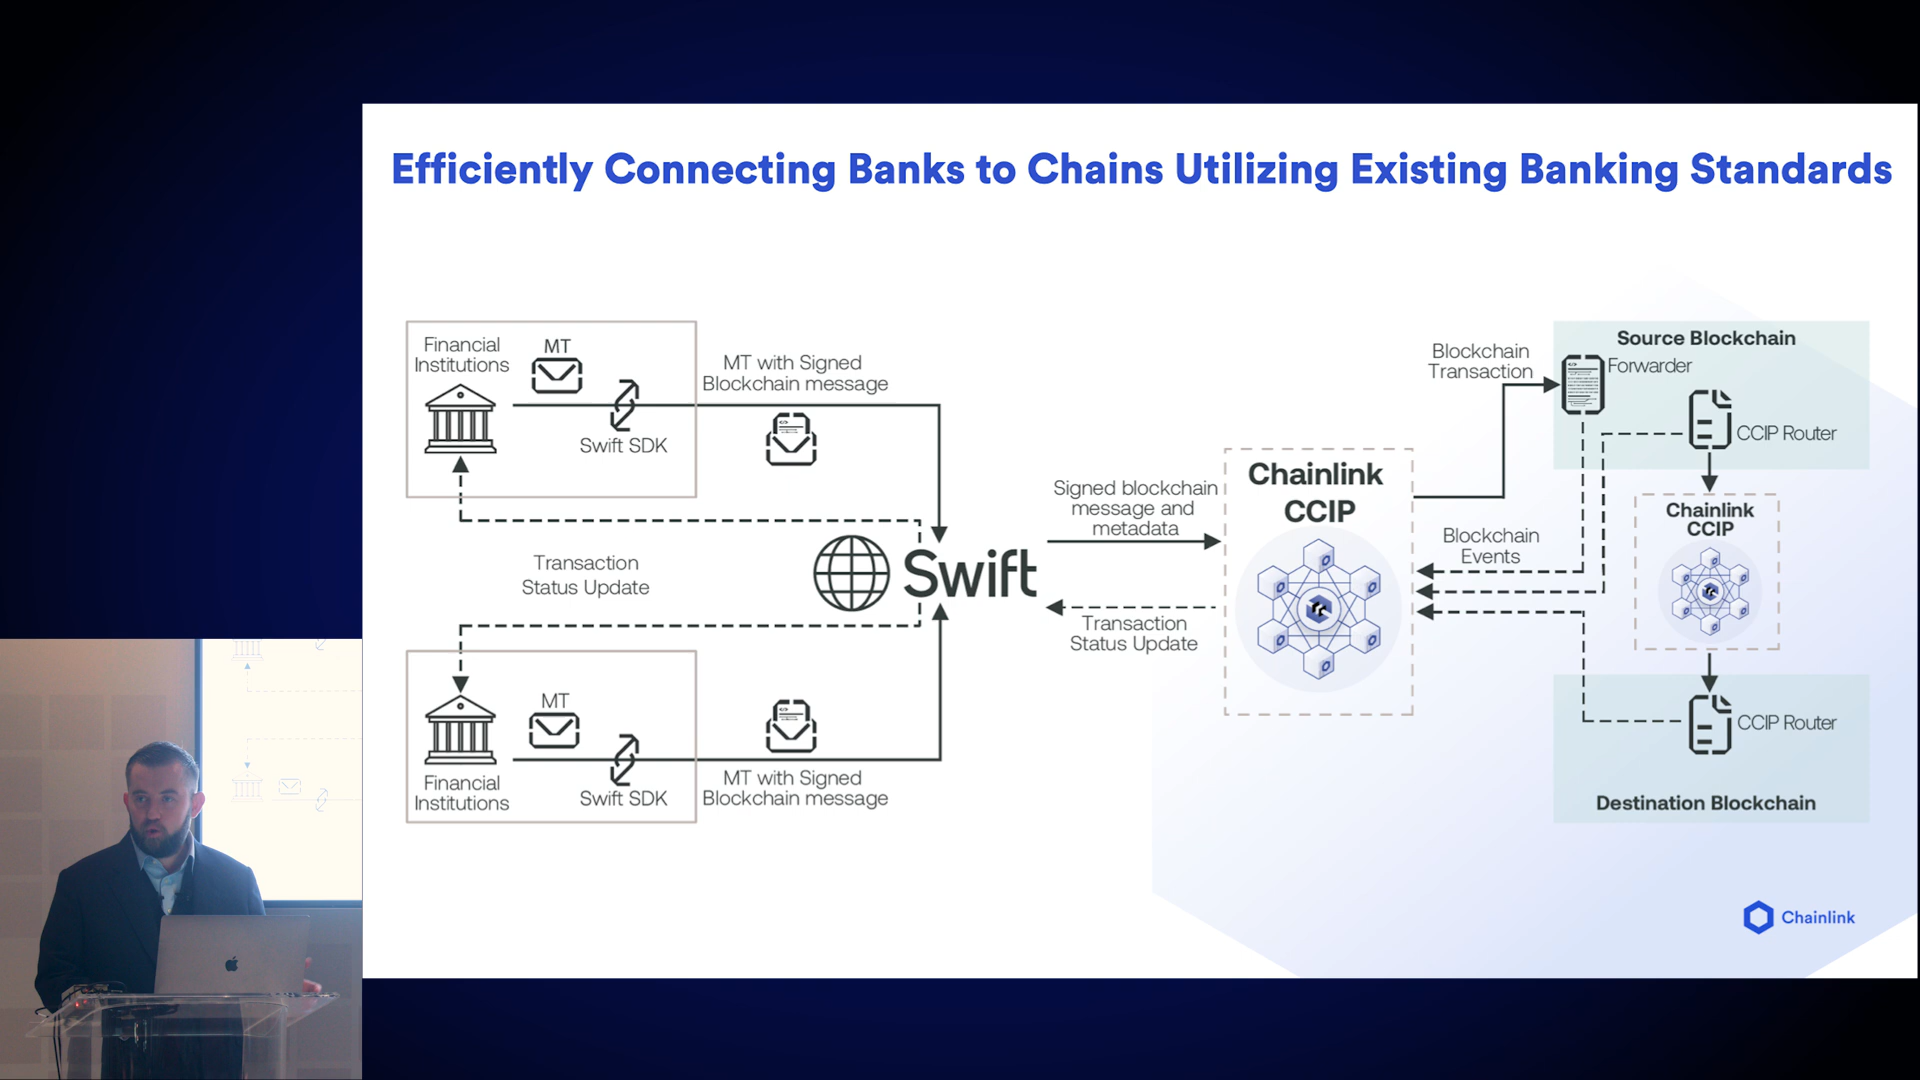 Efficiently Connecting Banks to Chains Utilizing Existing Banking Standards
Financial
Institutions
MT
Swift SDK
MT with Signed
Blockchain message
Transaction
Status Update
Financial
Institutions
MT
Swift SDK
MT with Signed
Blockchain message
Swift
Signed blockchain
message and
metadata
Transaction
Status Update
Chainlink
CCIP
Blockchain
Transaction
Blockchain
Events
Source Blockchain
Forwarder
CCIP Router
Chainlink
CCIP
CCIP Router
Destination Blockchain
Chainlink